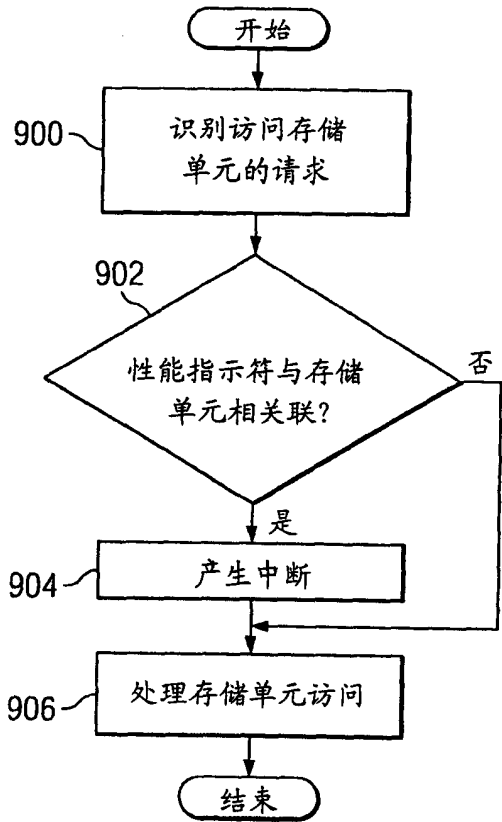 开始
900
识别访问存储
单元的请求
902
性能指示符与存储
单元相关联?
否
是
904
产生中断
906
处理存储单元访问
结束